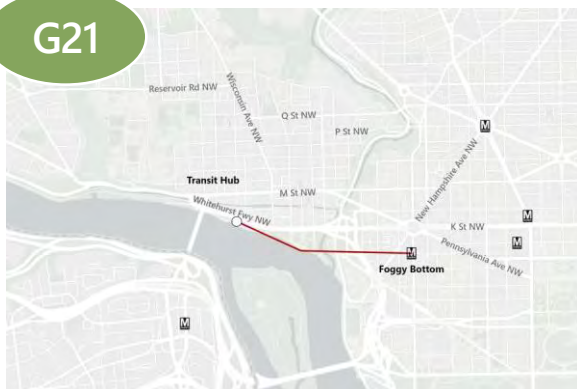 G21
Reservoir Rd NW
Wisconsin Ave NW
Q St NW
P St NW
M
New Hampshire Ave NW
Transit Hub
M St NW
Whitehurst Fwy NW
M
K St NW
M
Pennsylvania Ave NW
M
Foggy Bottom
M